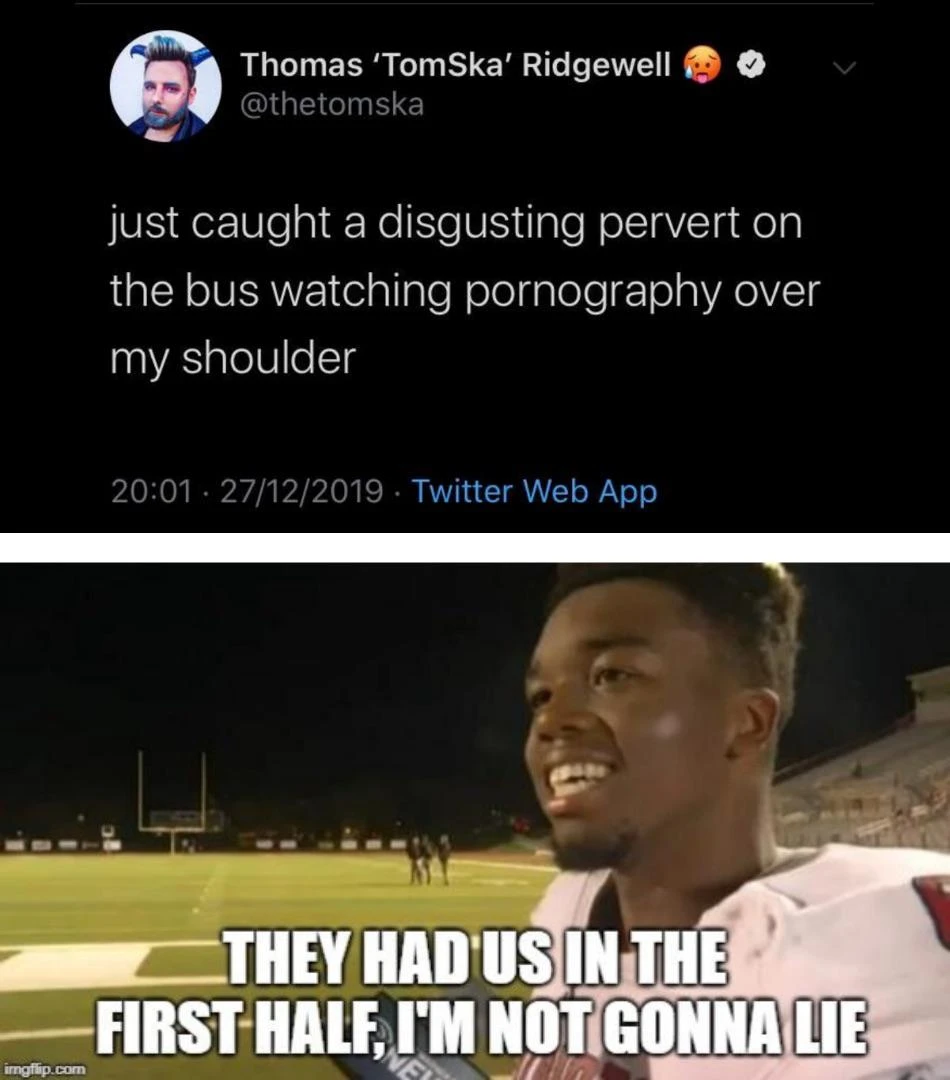 Thomas 'TomSka' Ridgewell 🥵
@thetomska
just caught a disgusting pervert on
the bus watching pornography over
my shoulder
20:01 · 27/12/2019 · Twitter Web App
THEY HAD US IN THE
FIRST HALF, I'M NOT GONNA LIE
NEW
imgflip.com